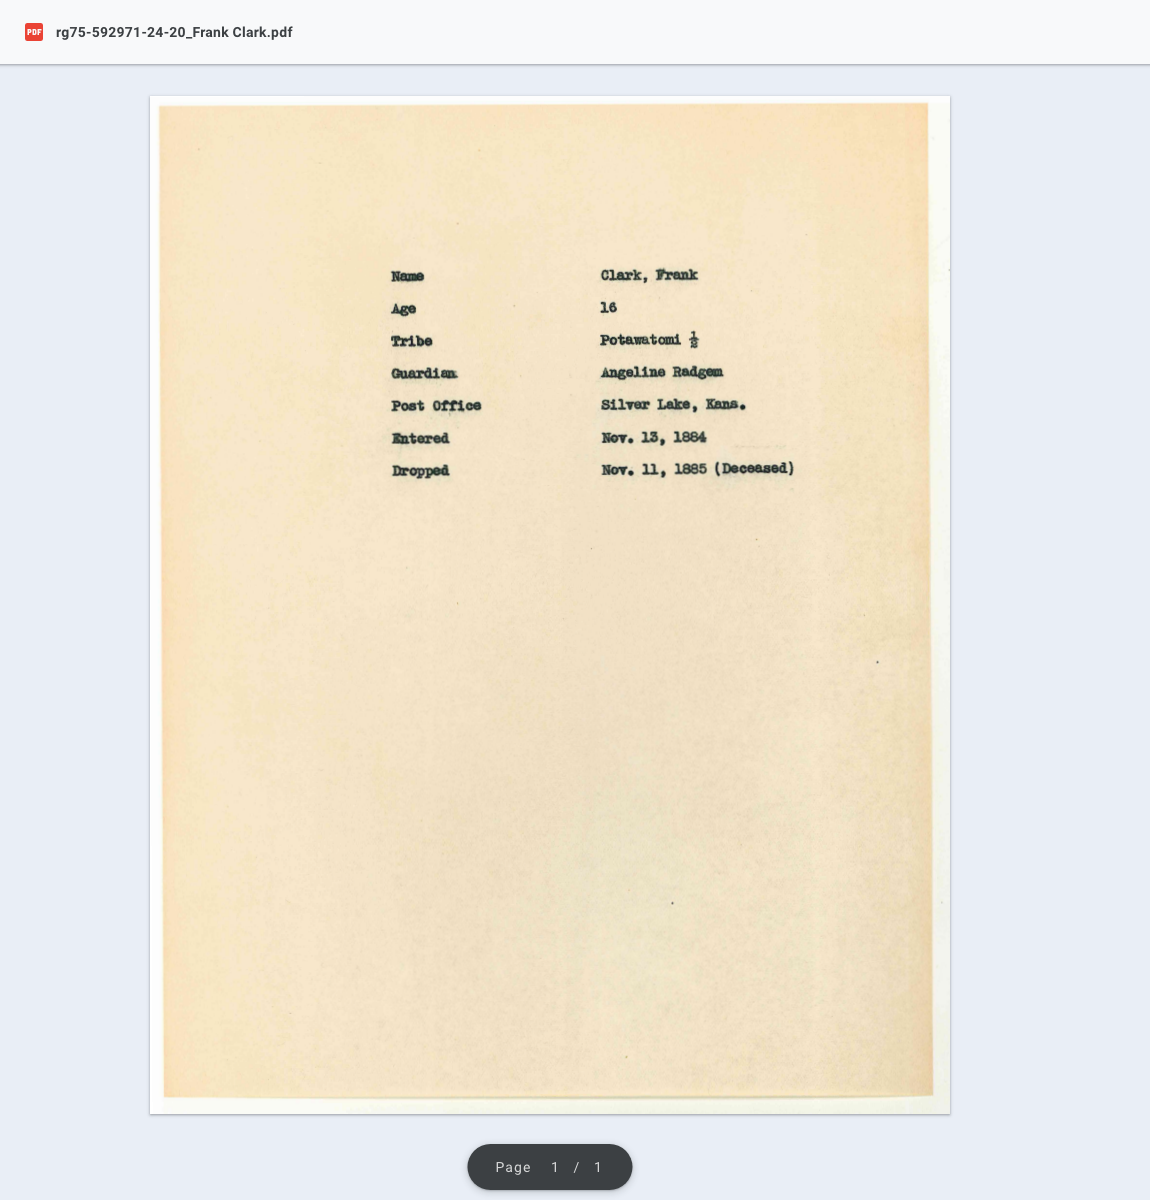 PDF rg75-592971-24-20_Frank Clark.pdf
Name Clark, Frank
Age 16
Tribe Potawatomi ½
Guardian Angeline Radgem
Post Office Silver Lake, Kans.
Entered Nov. 13, 1884
Dropped Nov. 11, 1885 (Deceased)
Page 1 / 1